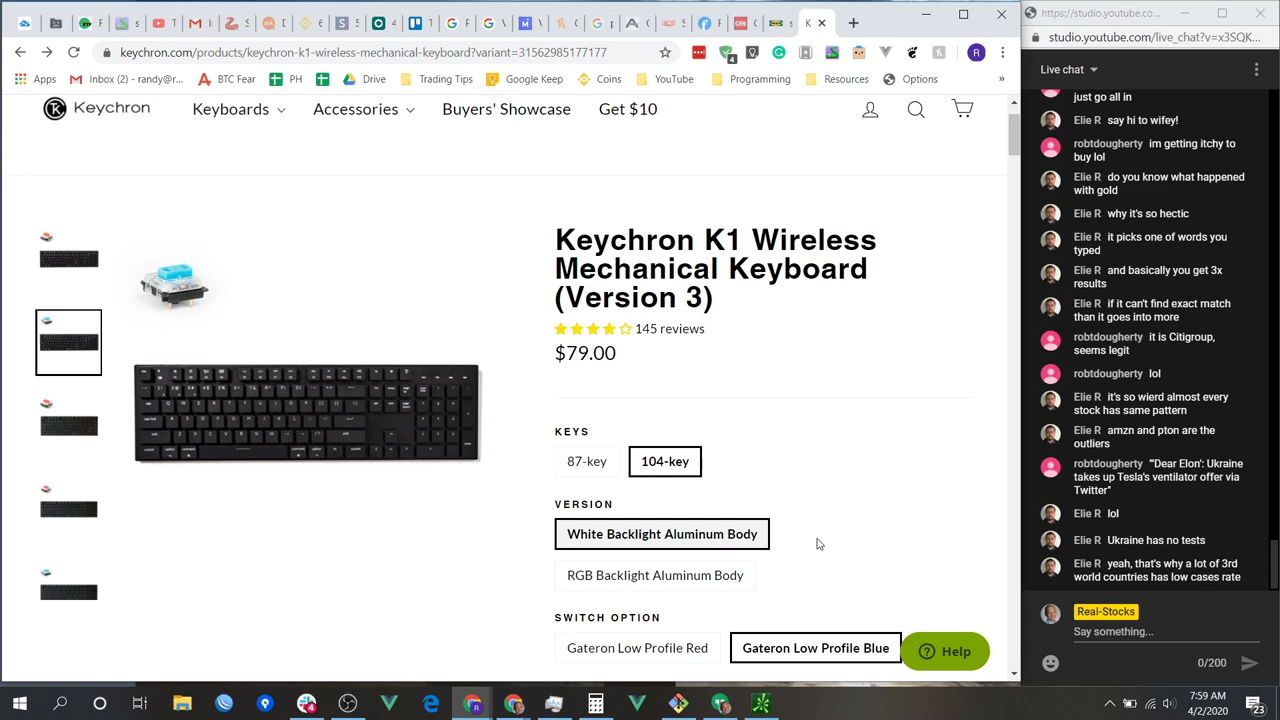 https://studio.youtube.com/...
keychron.com/products/keychron-k1-wireless-mechanical-keyboard?variant=31562985177177
studio.youtube.com/live_chat?v=x3SQK...
4
R
Apps
Inbox (2) - randy@r...
BTC Fear
PH
Drive
Trading Tips
Google Keep
Coins
YouTube
Programming
Resources
Options
»
Keychron
Keyboards
Accessories
Buyers' Showcase
Get $10
Keychron K1 Wireless
Mechanical Keyboard
(Version 3)
145 reviews
$79.00
KEYS
87-key
104-key
VERSION
White Backlight Aluminum Body
RGB Backlight Aluminum Body
SWITCH OPTION
Gateron Low Profile Red
Gateron Low Profile Blue
Help
Live chat
just go all in
Elie R say hi to wifey!
robtdougherty im getting itchy to
buy lol
Elie R do you know what happened
with gold
Elie R why it's so hectic
Elie R it picks one of words you
typed
Elie R and basically you get 3x
results
Elie R if it can't find exact match
than it goes into more
robtdougherty it is Citigroup,
seems legit
robtdougherty lol
Elie R it's so wierd almost every
stock has same pattern
Elie R amzn and pton are the
outliers
robtdougherty "'Dear Elon': Ukraine
takes up Tesla's ventilator offer via
Twitter"
Elie R lol
Elie R Ukraine has no tests
Elie R yeah, that's why a lot of 3rd
world countries has low cases rate
Real-Stocks
Say something...
0/200
7:59 AM
4/2/2020
23